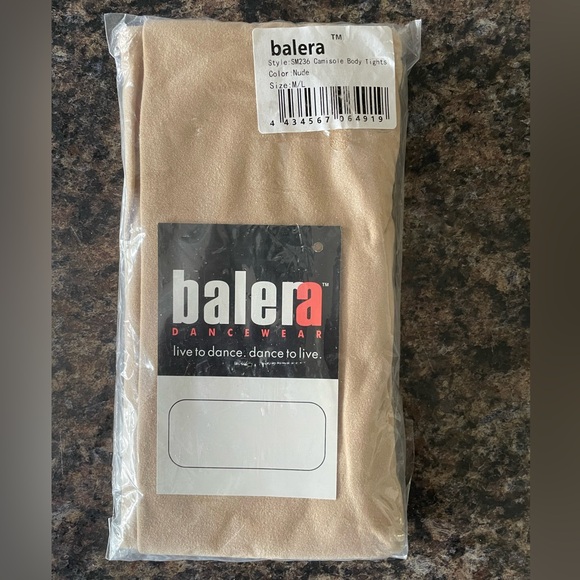 balera ™
Style:SM236 Camisole Body Tights
Color:Nude
Size:M/L
4 434567 064919
balera™
DANCEWEAR
live to dance. dance to live.